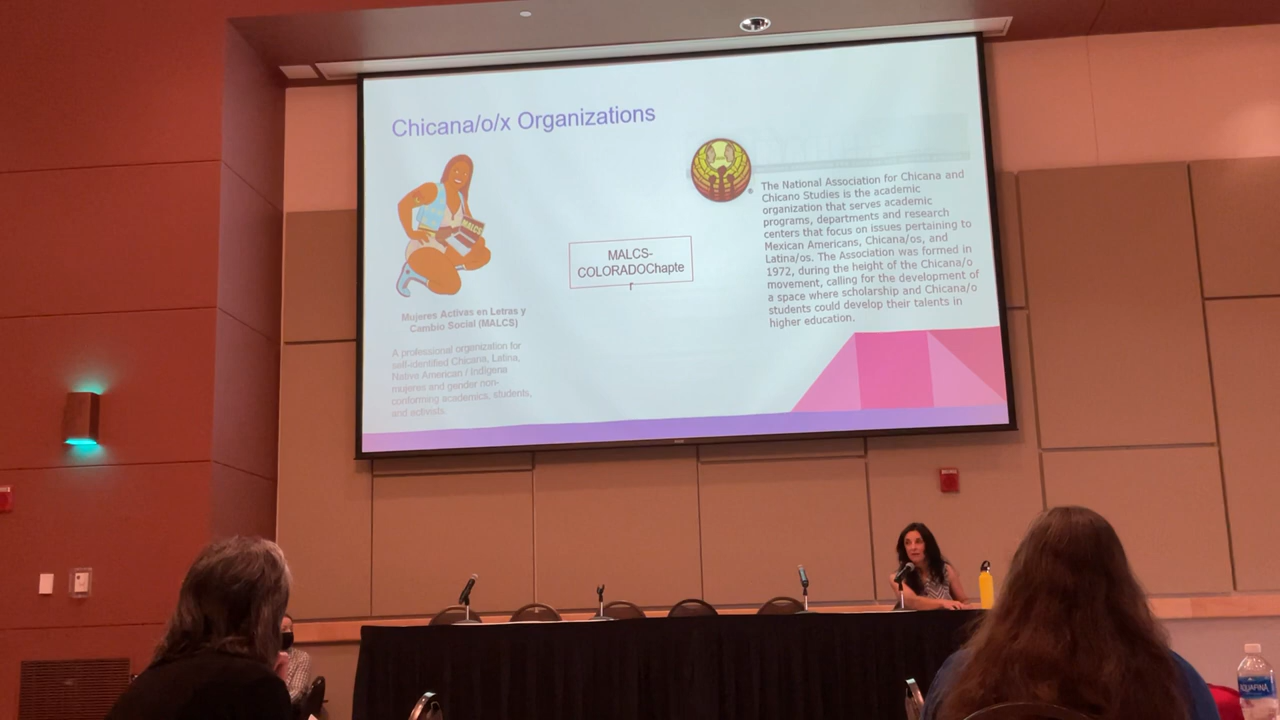 Chicana/o/x Organizations
MALCS
Mujeres Activas en Letras y
Cambio Social (MALCS)
A professional organization for
self-identified Chicana, Latina,
Native American / Indigena
mujeres and gender non-
conforming academics, students,
and activists.
MALCS-
COLORADOChapte
r
®
The National Association for Chicana and
Chicano Studies is the academic
organization that serves academic
programs, departments and research
centers that focus on issues pertaining to
Mexican Americans, Chicana/os, and
Latina/os. The Association was formed in
1972, during the height of the Chicana/o
movement, calling for the development of
a space where scholarship and Chicana/o
students could develop their talents in
higher education.
AQUAFINA